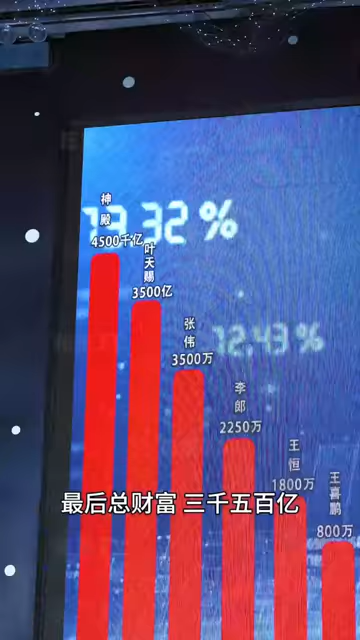 神殿
4500千亿
叶天赐
3500亿
张伟
3500万
李郎
2250万
王恒
1800万
王喜鹏
800万
73.32%
12.43%
最后总财富 三千五百亿